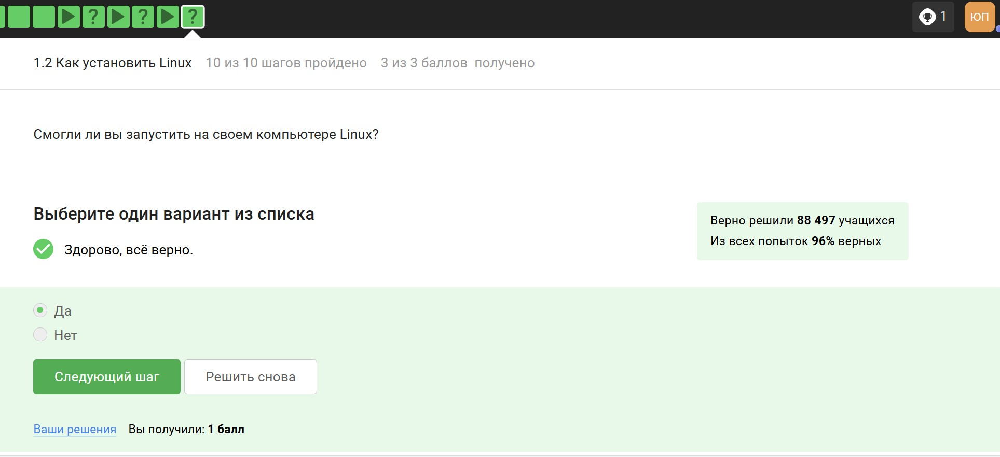 ? ? ?
1
ЮП
1.2 Как установить Linux 10 из 10 шагов пройдено 3 из 3 баллов получено
Смогли ли вы запустить на своем компьютере Linux?
Выберите один вариант из списка
Здорово, всё верно.
Верно решили 88 497 учащихся
Из всех попыток 96% верных
Да
Нет
Следующий шаг
Решить снова
Ваши решения Вы получили: 1 балл